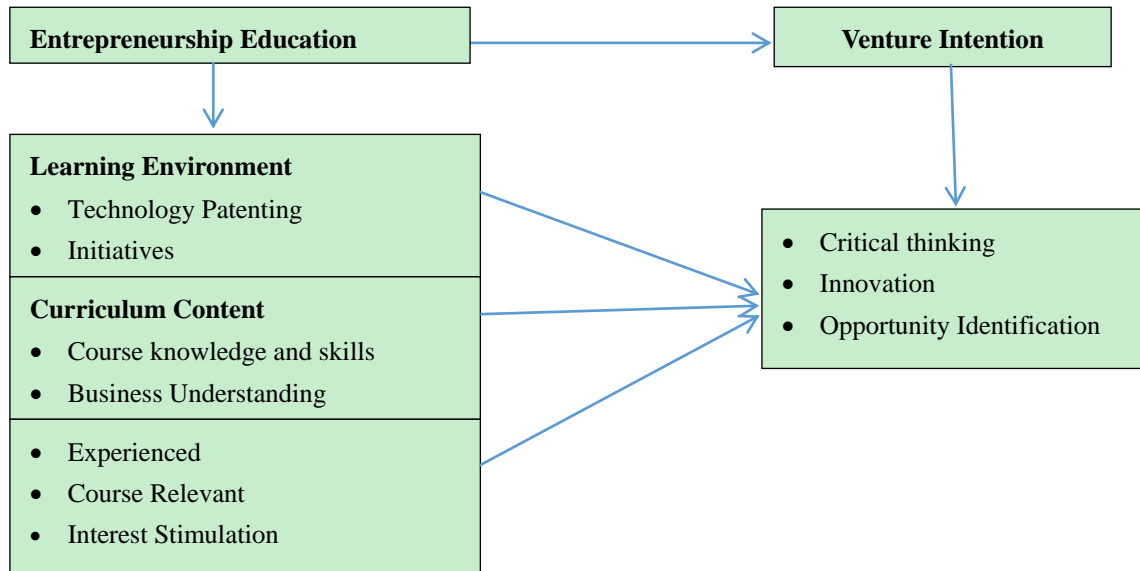 Entrepreneurship Education
Venture Intention
Learning Environment
• Technology Patenting
• Initiatives
Curriculum Content
• Course knowledge and skills
• Business Understanding
• Experienced
• Course Relevant
• Interest Stimulation
• Critical thinking
• Innovation
• Opportunity Identification